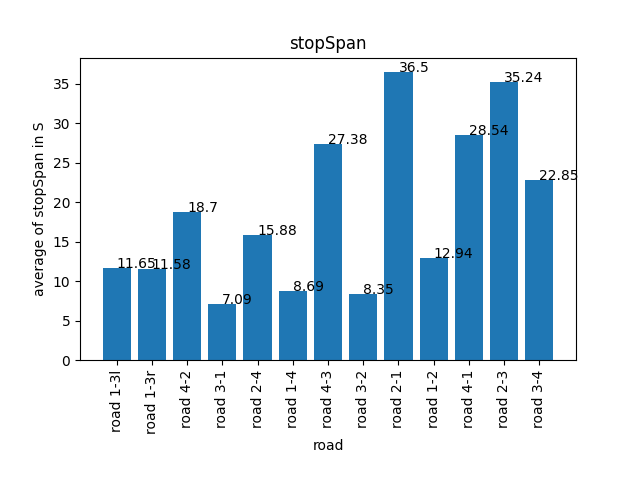 stopSpan
average of stopSpan in S
35
30
25
20
15
10
5
0
11.65
11.58
18.7
7.09
15.88
8.69
27.38
8.35
36.5
12.94
28.54
35.24
22.85
road 1-3l
road 1-3r
road 4-2
road 3-1
road 2-4
road 1-4
road 4-3
road 3-2
road 2-1
road 1-2
road 4-1
road 2-3
road 3-4
road